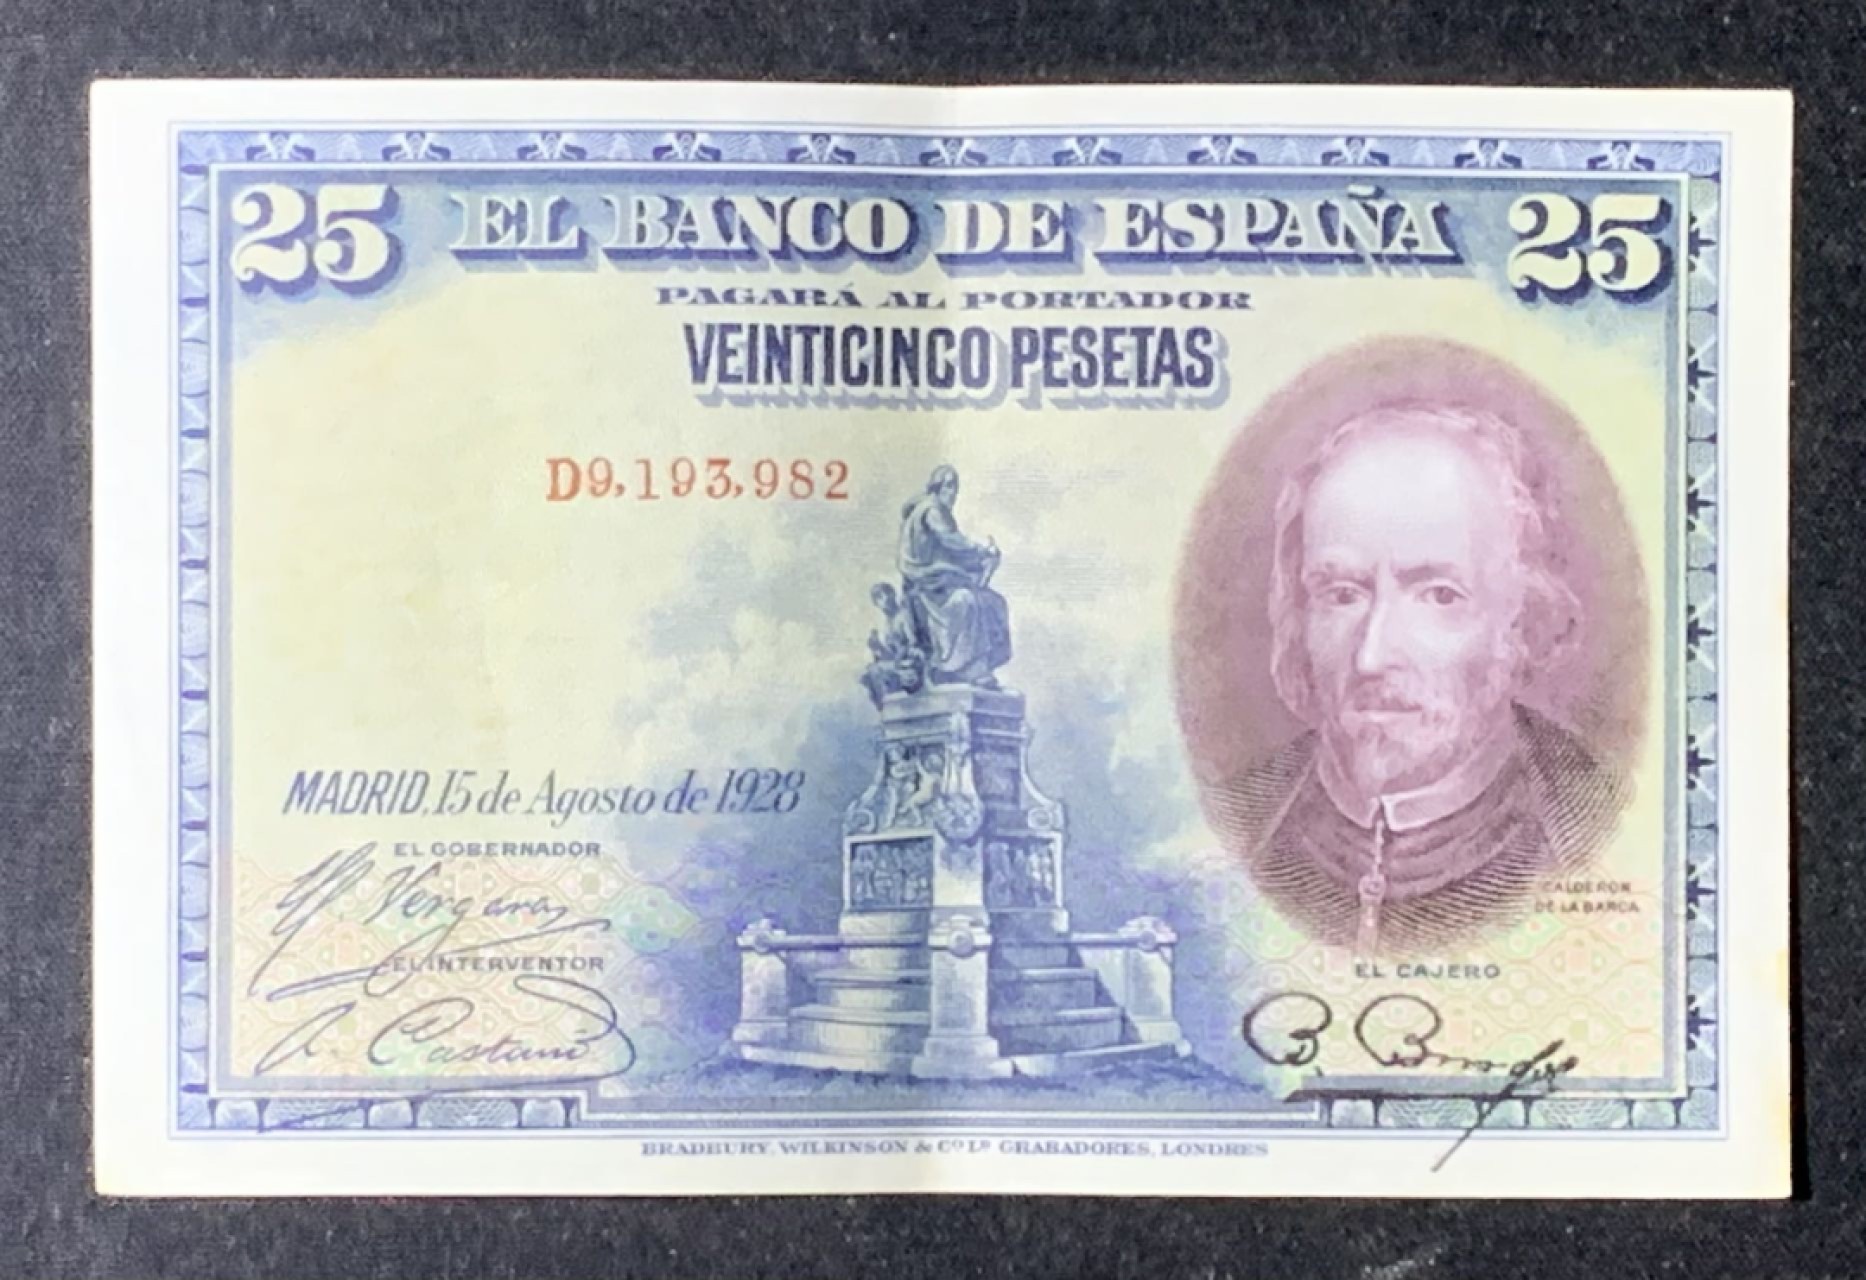 25 EL BANCO DE ESPAÑA 25
PAGARÁ AL PORTADOR
VEINTICINCO PESETAS
D9,193,982
MADRID, 15 de Agosto de 1928
EL GOBERNADOR
Vergara
EL INTERVENTOR
CALDERON
DE LA BARCA
EL CAJERO
BRADBURY, WILKINSON & Cº Lᴰ GRABADORES, LONDRES